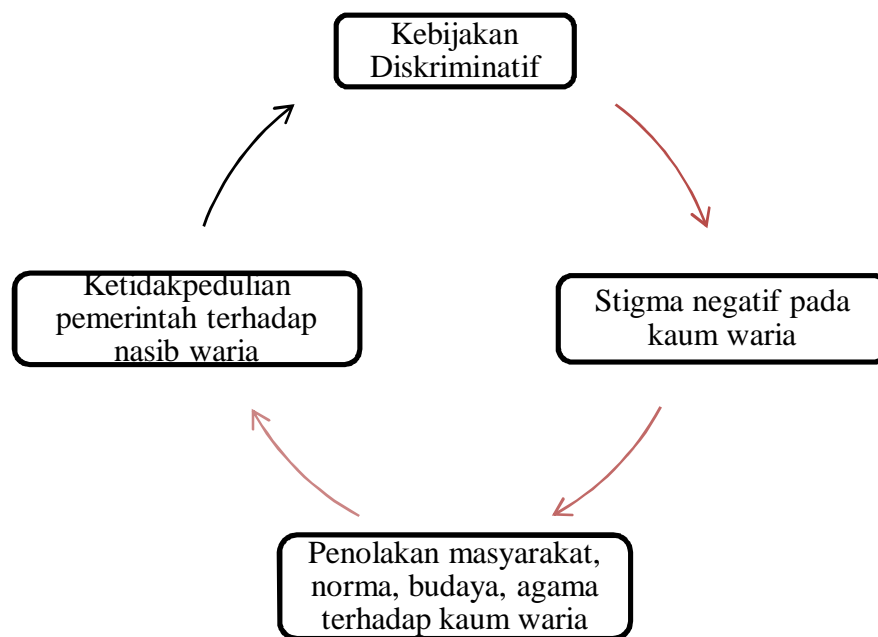 Kebijakan
Diskriminatif
Stigma negatif pada
kaum waria
Penolakan masyarakat,
norma, budaya, agama
terhadap kaum waria
Ketidakpedulian
pemerintah terhadap
nasib waria